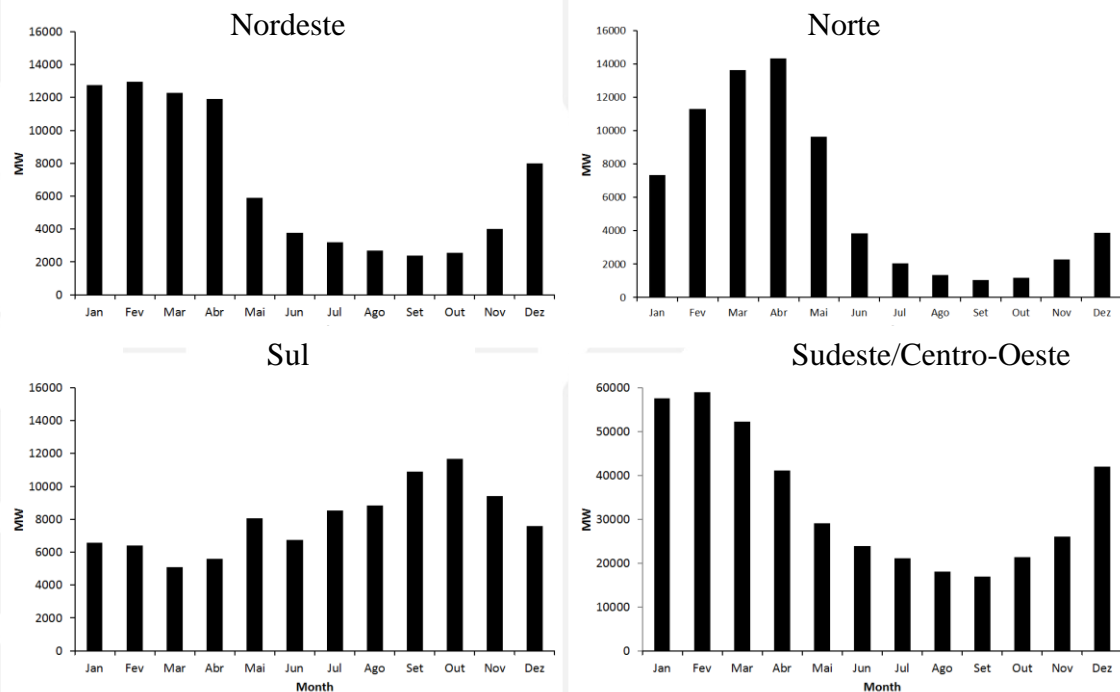 Nordeste
16000
14000
12000
10000
8000
6000
4000
2000
0
MW
Jan Fev Mar Abr Mai Jun Jul Ago Set Out Nov Dez
Norte
16000
14000
12000
10000
8000
6000
4000
2000
0
MW
Jan Fev Mar Abr Mai Jun Jul Ago Set Out Nov Dez
Sul
16000
14000
12000
10000
8000
6000
4000
2000
0
MW
Jan Fev Mar Abr Mai Jun Jul Ago Set Out Nov Dez
Month
Sudeste/Centro-Oeste
60000
50000
40000
30000
20000
10000
0
MW
Jan Fev Mar Abr Mai Jun Jul Ago Set Out Nov Dez
Month